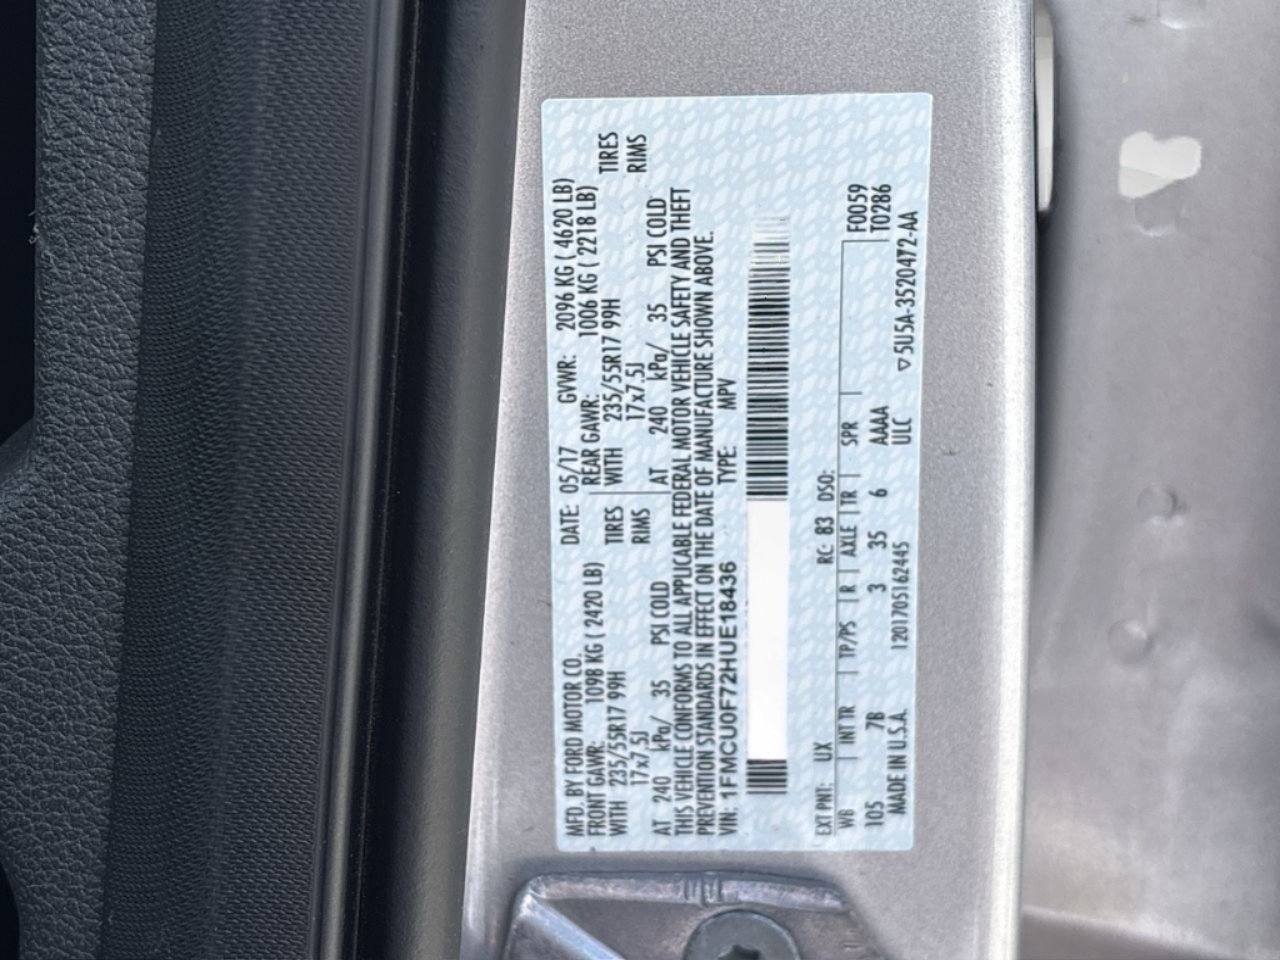 MFD. BY FORD MOTOR CO. DATE: 05/17 GVWR: 2096 KG ( 4620 LB)
FRONT GAWR: 1098 KG ( 2420 LB) REAR GAWR: 1006 KG ( 2218 LB)
WITH 235/55R17 99H TIRES WITH 235/55R17 99H TIRES
17x7.5J RIMS 17x7.5J RIMS
AT 240 kPa/ 35 PSI COLD AT 240 kPa/ 35 PSI COLD
THIS VEHICLE CONFORMS TO ALL APPLICABLE FEDERAL MOTOR VEHICLE SAFETY AND THEFT
PREVENTION STANDARDS IN EFFECT ON THE DATE OF MANUFACTURE SHOWN ABOVE.
VIN: 1FMCU0F72HUE18436 TYPE: MPV
EXT PNT: UX RC: 83 DSO:
WB INT TR TP/PS R AXLE TR SPR F0059
105 7B 3 35 6 AAAA T0286
MADE IN U.S.A. 1201705162445 ULC ▽5U5A-3520472-AA